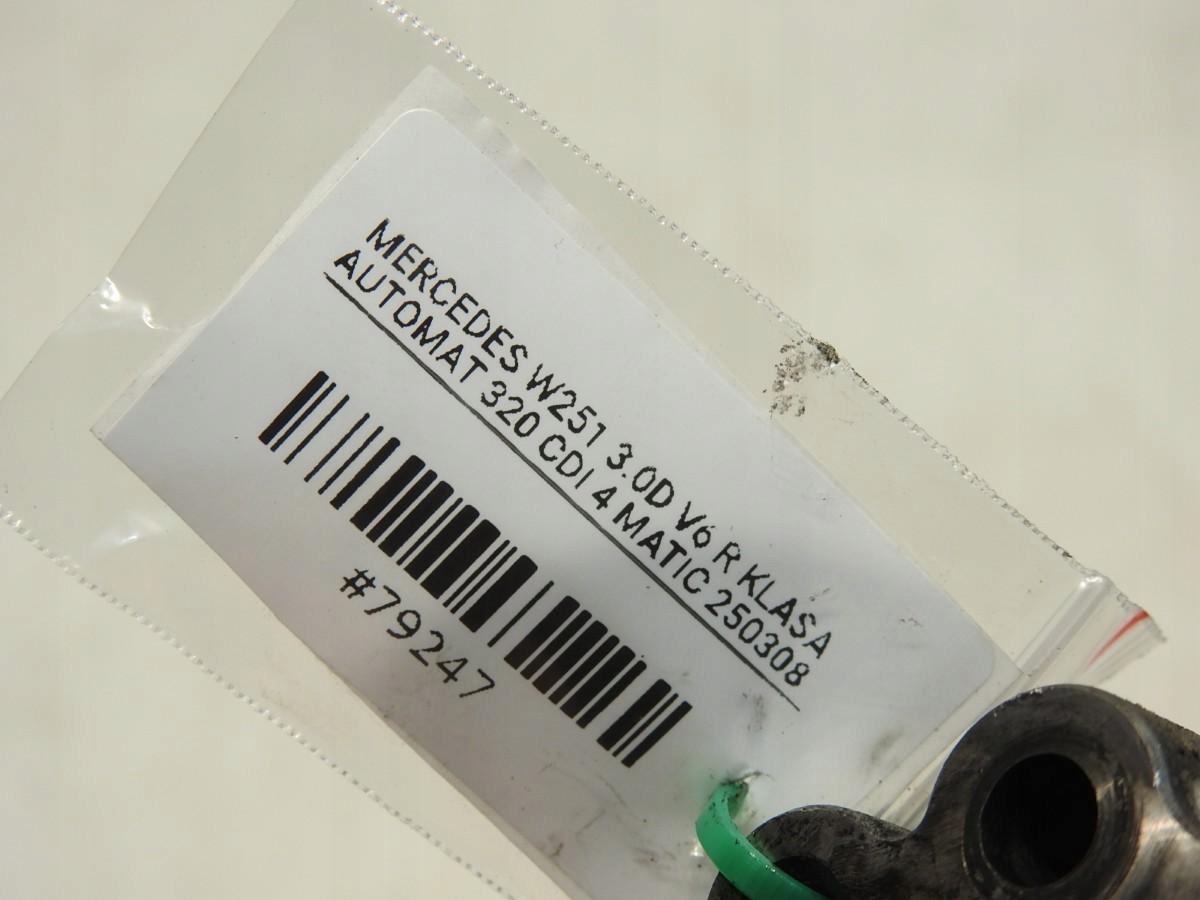 MERCEDES W251 3.0D V6 R KLASA
AUTOMAT 320 CDI 4 MATIC 250308
#79247